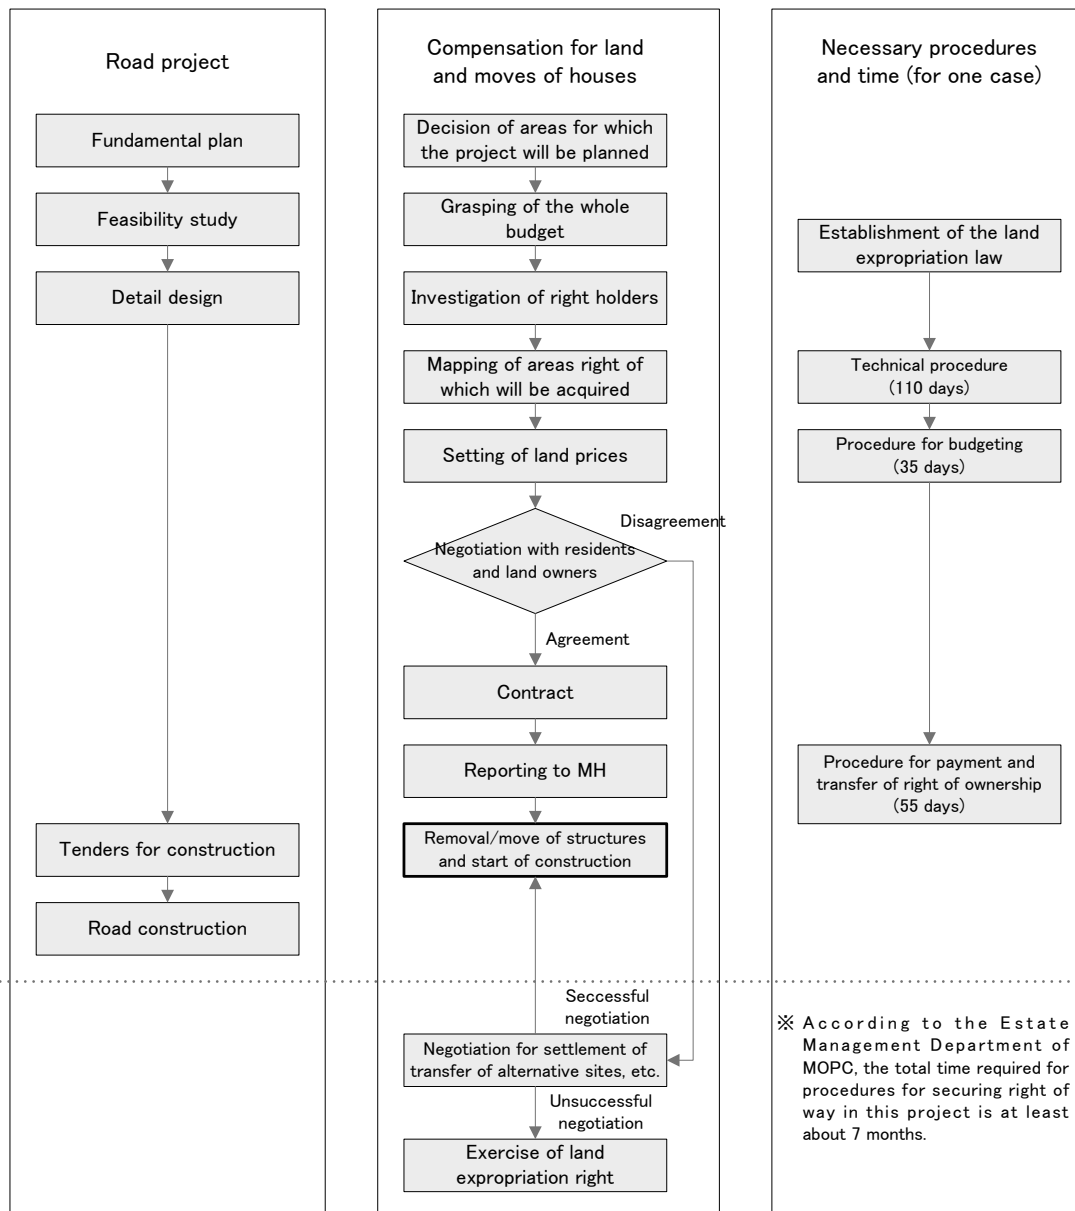 Road project
Fundamental plan
Feasibility study
Detail design
Tenders for construction
Road construction
Compensation for land
and moves of houses
Decision of areas for which
the project will be planned
Grasping of the whole
budget
Investigation of right holders
Mapping of areas right of
which will be acquired
Setting of land prices
Disagreement
Negotiation with residents
and land owners
Agreement
Contract
Reporting to MH
Removal/move of structures
and start of construction
Seccessful
negotiation
Negotiation for settlement of
transfer of alternative sites, etc.
Unsuccessful
negotiation
Exercise of land
expropriation right
Necessary procedures
and time (for one case)
Establishment of the land
expropriation law
Technical procedure
(110 days)
Procedure for budgeting
(35 days)
Procedure for payment and
transfer of right of ownership
(55 days)
※ According to the Estate
Management Department of
MOPC, the total time required for
procedures for securing right of
way in this project is at least
about 7 months.